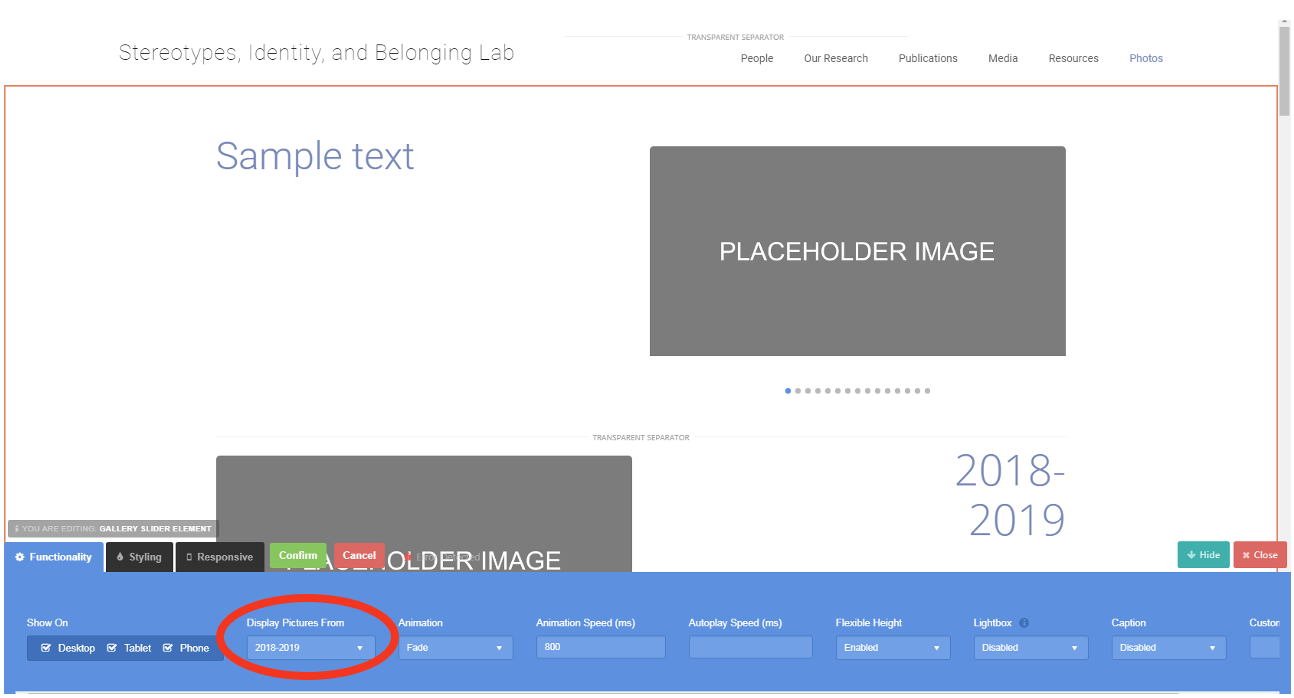 TRANSPARENT SEPARATOR
Stereotypes, Identity, and Belonging Lab
People Our Research Publications Media Resources Photos
Sample text
PLACEHOLDER IMAGE
TRANSPARENT SEPARATOR
2018-
2019
YOU ARE EDITING: GALLERY SLIDER ELEMENT
PLACEHOLDER IMAGE
Functionality Styling Responsive Confirm Cancel Hide Close
Show On Display Pictures From Animation Animation Speed (ms) Autoplay Speed (ms) Flexible Height Lightbox Caption Custom
Desktop Tablet Phone 2018-2019 Fade 800 Enabled Disabled Disabled